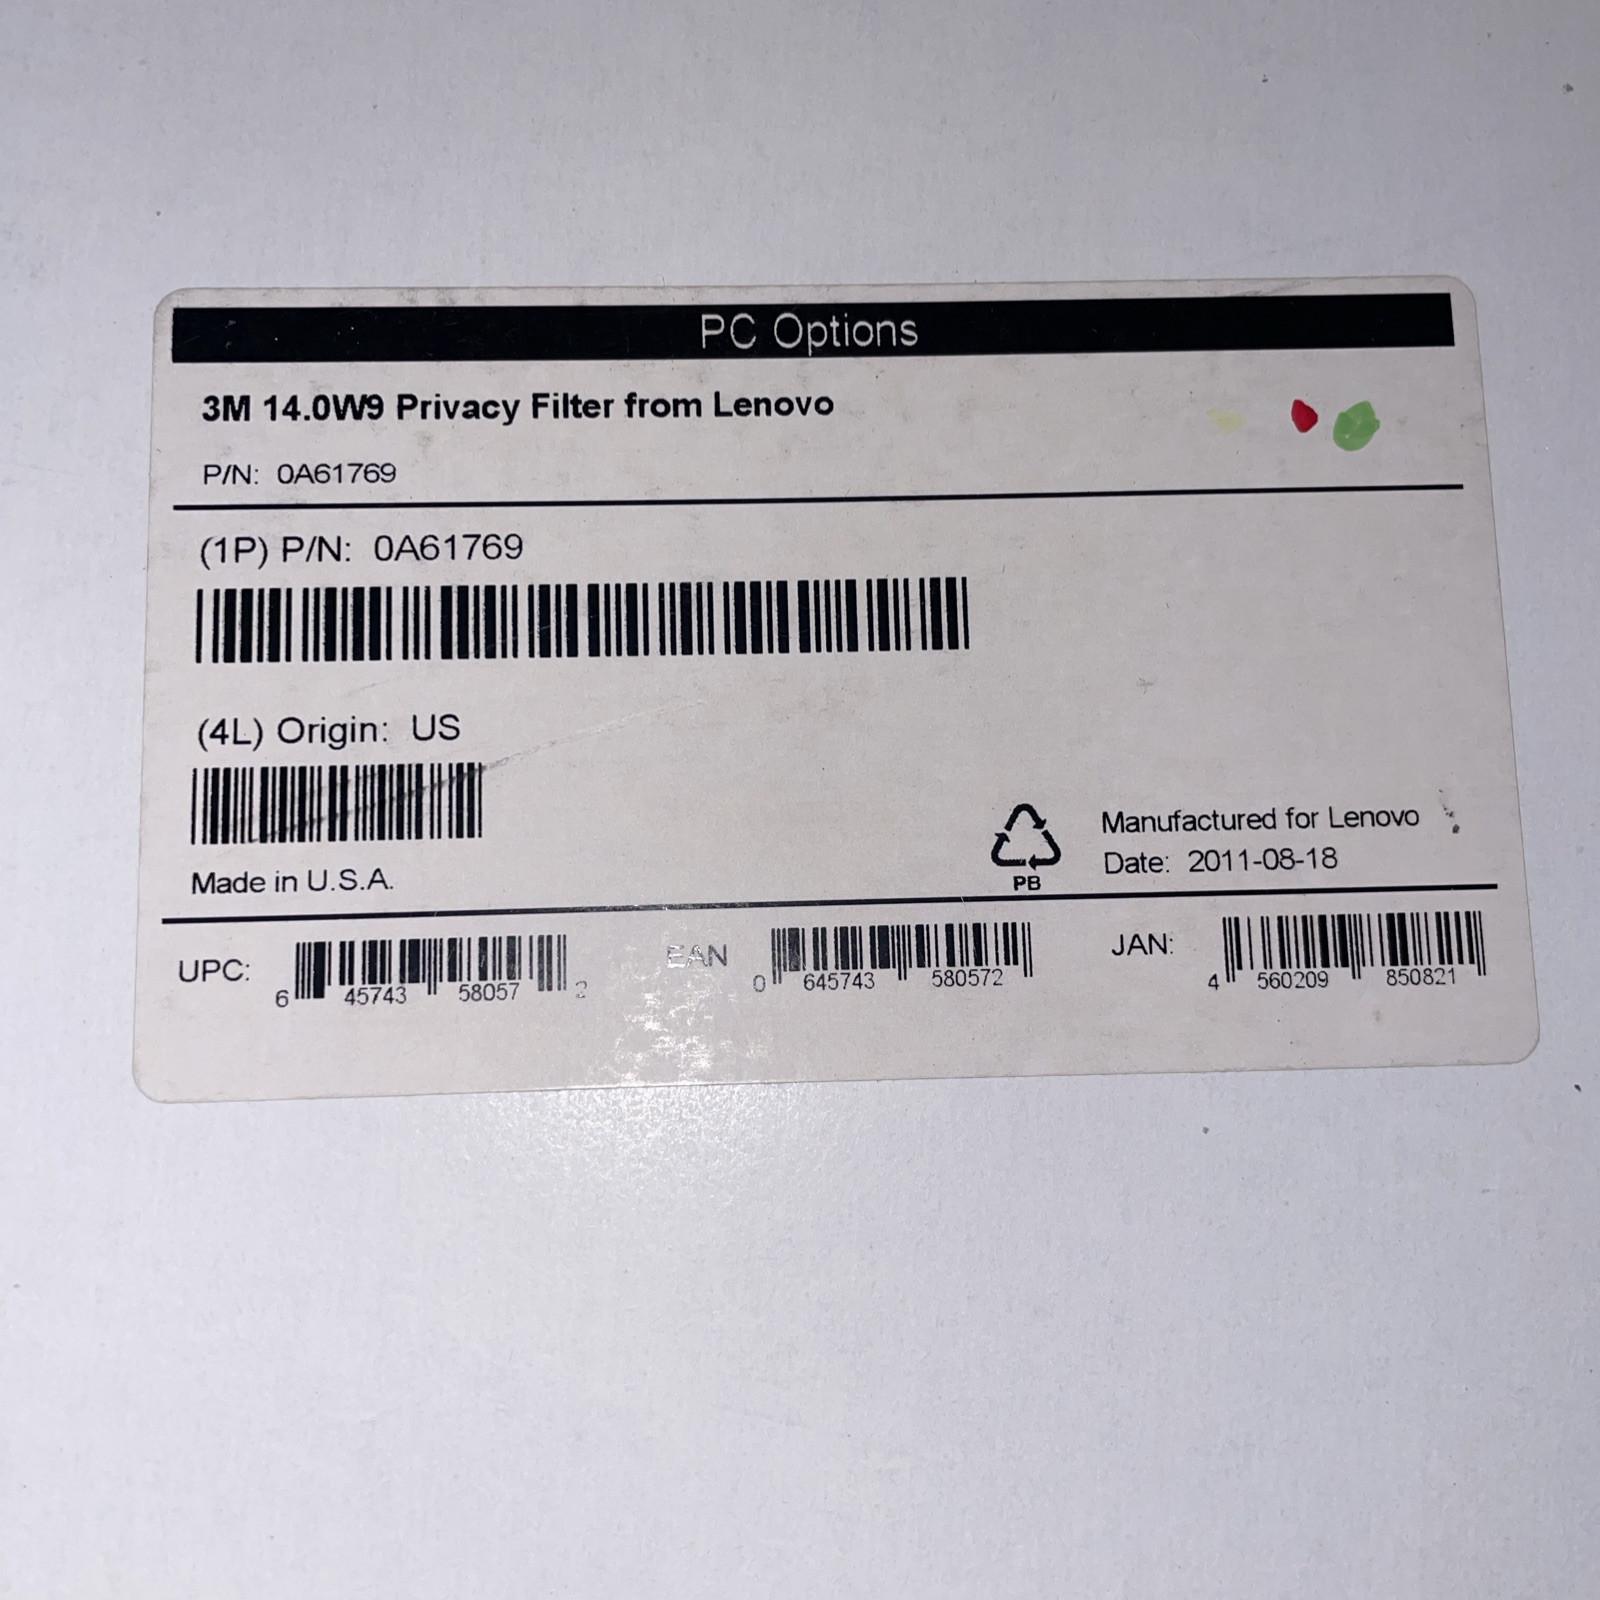 PC Options
3M 14.0W9 Privacy Filter from Lenovo
P/N: 0A61769
(1P) P/N: 0A61769
(4L) Origin: US
Made in U.S.A.
PB
Manufactured for Lenovo
Date: 2011-08-18
UPC: 6 45743 58057 2
EAN 0 645743 580572
JAN: 4 560209 850821